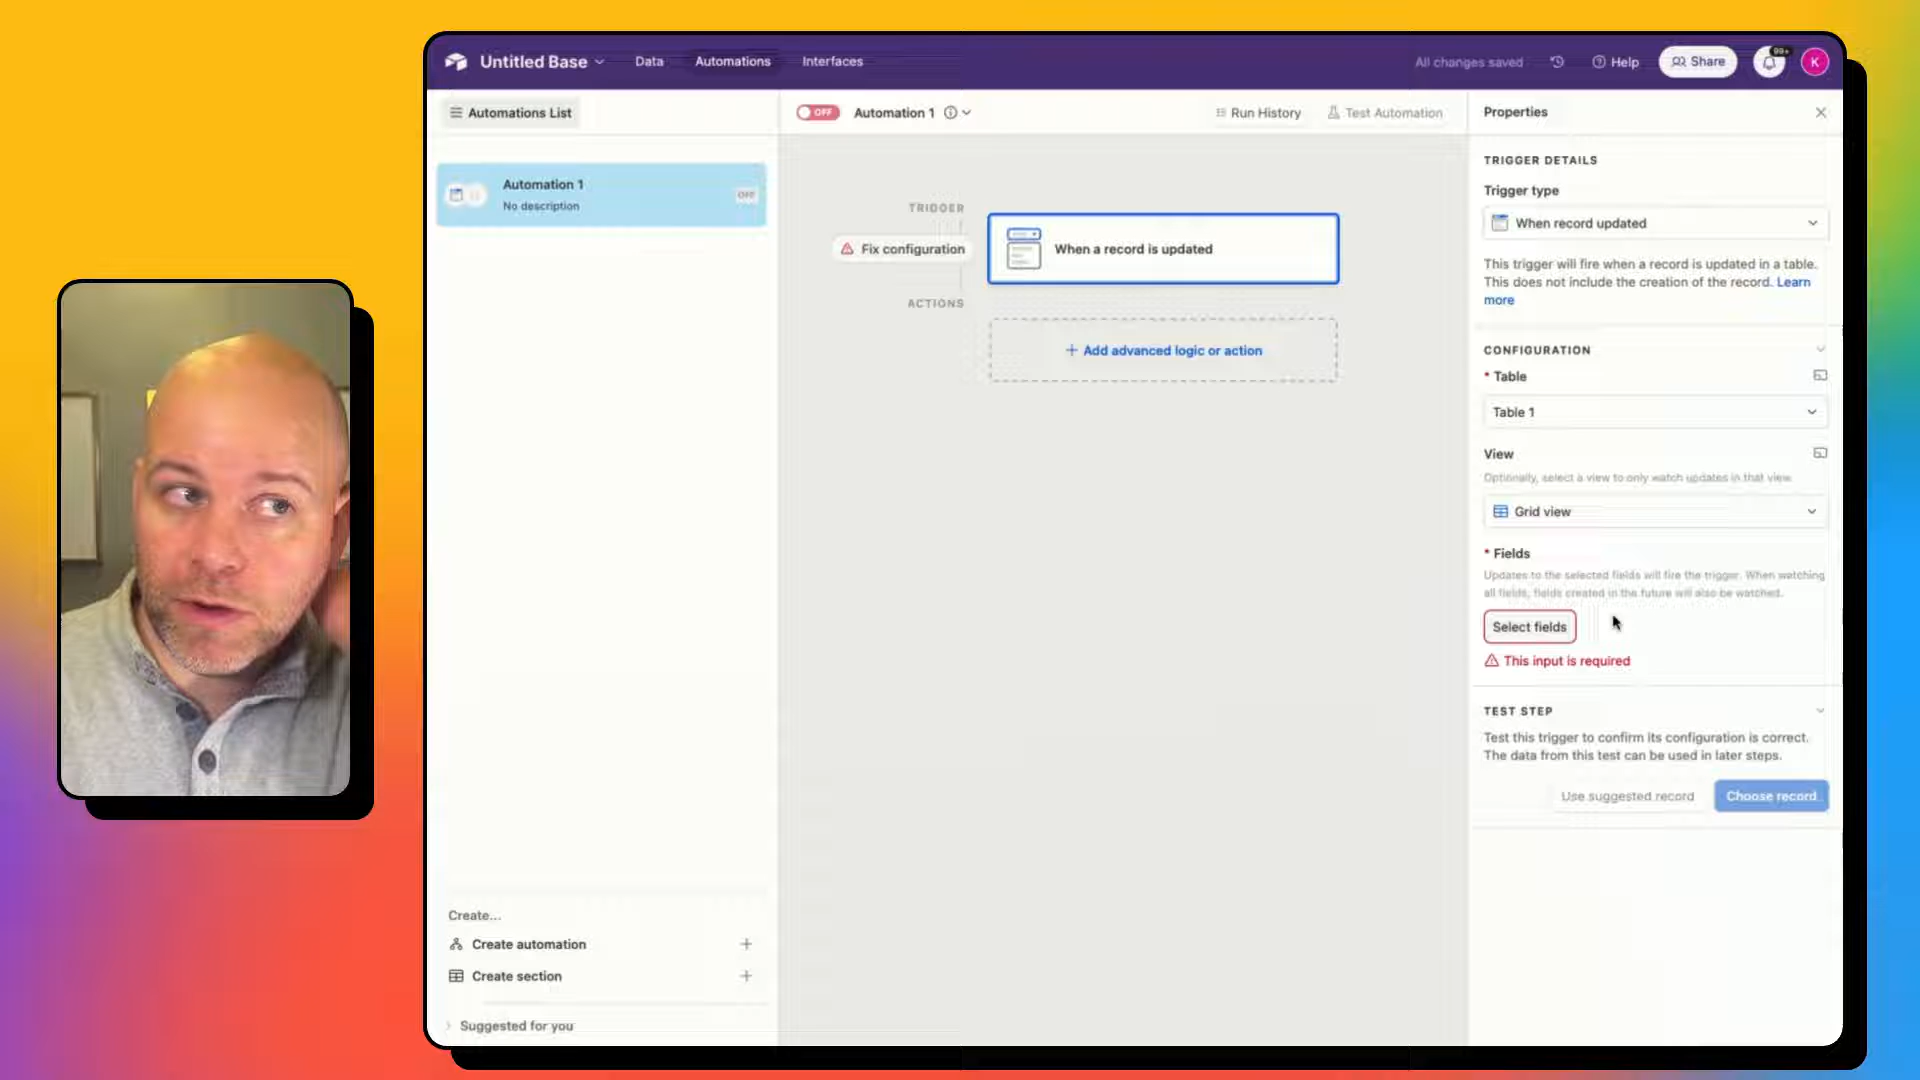 Untitled Base
Data
Automations
Interfaces
All changes saved
Help
Share
99+
K
Automations List
OFF
Automation 1
Run History
Test Automation
Properties
Automation 1
No description
OFF
TRIGGER
Fix configuration
When a record is updated
ACTIONS
+ Add advanced logic or action
TRIGGER DETAILS
Trigger type
When record updated
This trigger will fire when a record is updated in a table.
This does not include the creation of the record. Learn
more
CONFIGURATION
* Table
Table 1
View
Optionally, select a view to only watch updates in that view.
Grid view
* Fields
Updates to the selected fields will fire the trigger. When watching
all fields, fields created in the future will also be watched.
Select fields
This input is required
TEST STEP
Test this trigger to confirm its configuration is correct.
The data from this test can be used in later steps.
Use suggested record
Choose record
Create...
Create automation
Create section
Suggested for you